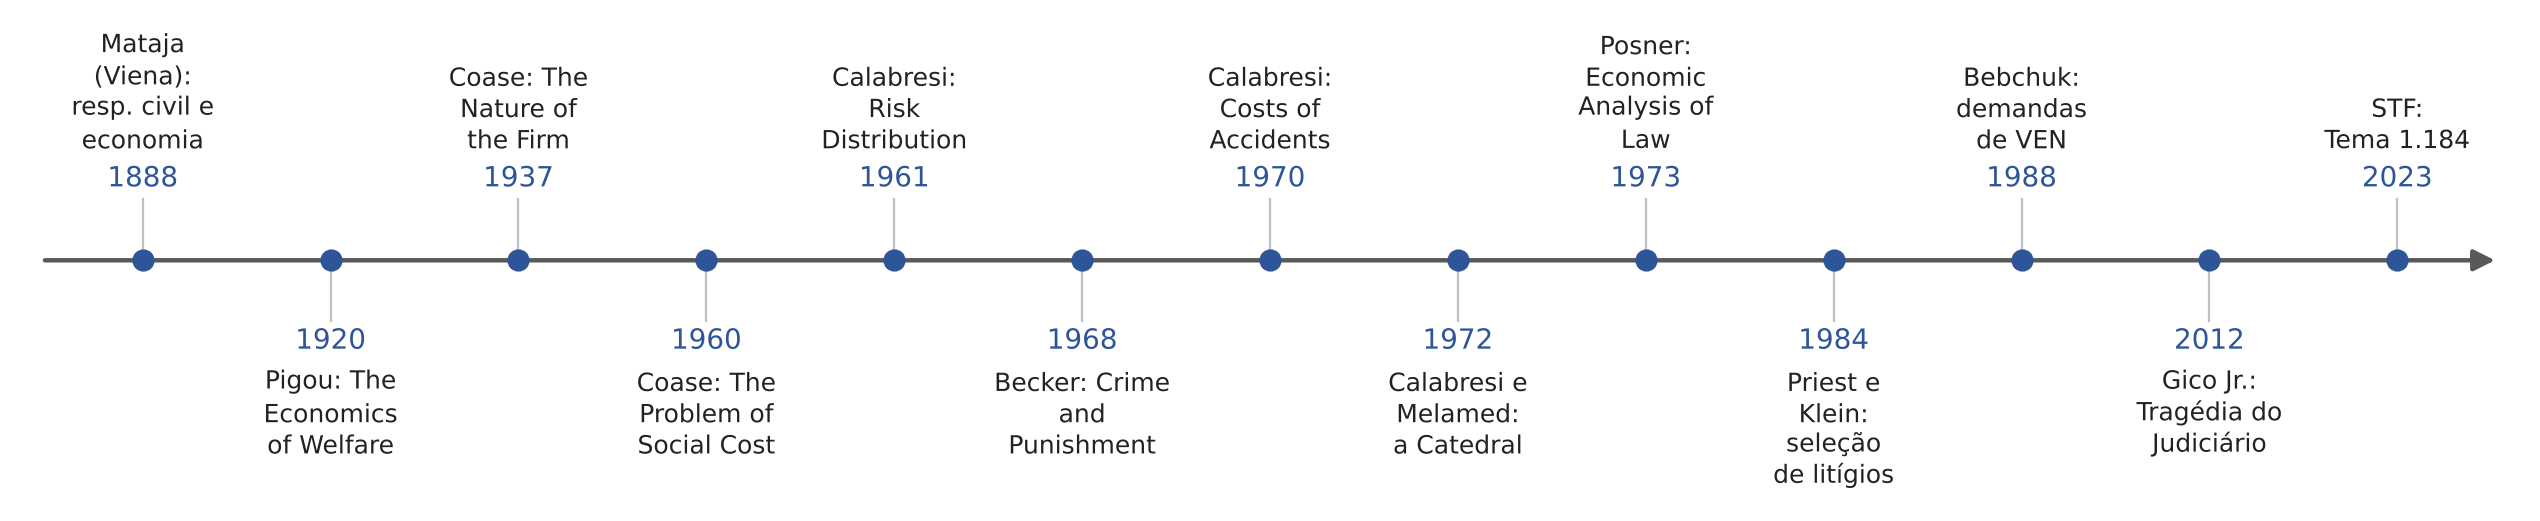 Mataja
(Viena):
resp. civil e
economia
1888
1920
Pigou: The
Economics
of Welfare
Coase: The
Nature of
the Firm
1937
1960
Coase: The
Problem of
Social Cost
Calabresi:
Risk
Distribution
1961
1968
Becker: Crime
and
Punishment
Calabresi:
Costs of
Accidents
1970
1972
Calabresi e
Melamed:
a Catedral
Posner:
Economic
Analysis of
Law
1973
1984
Priest e
Klein:
seleção
de litígios
Bebchuk:
demandas
de VEN
1988
2012
Gico Jr.:
Tragédia do
Judiciário
STF:
Tema 1.184
2023